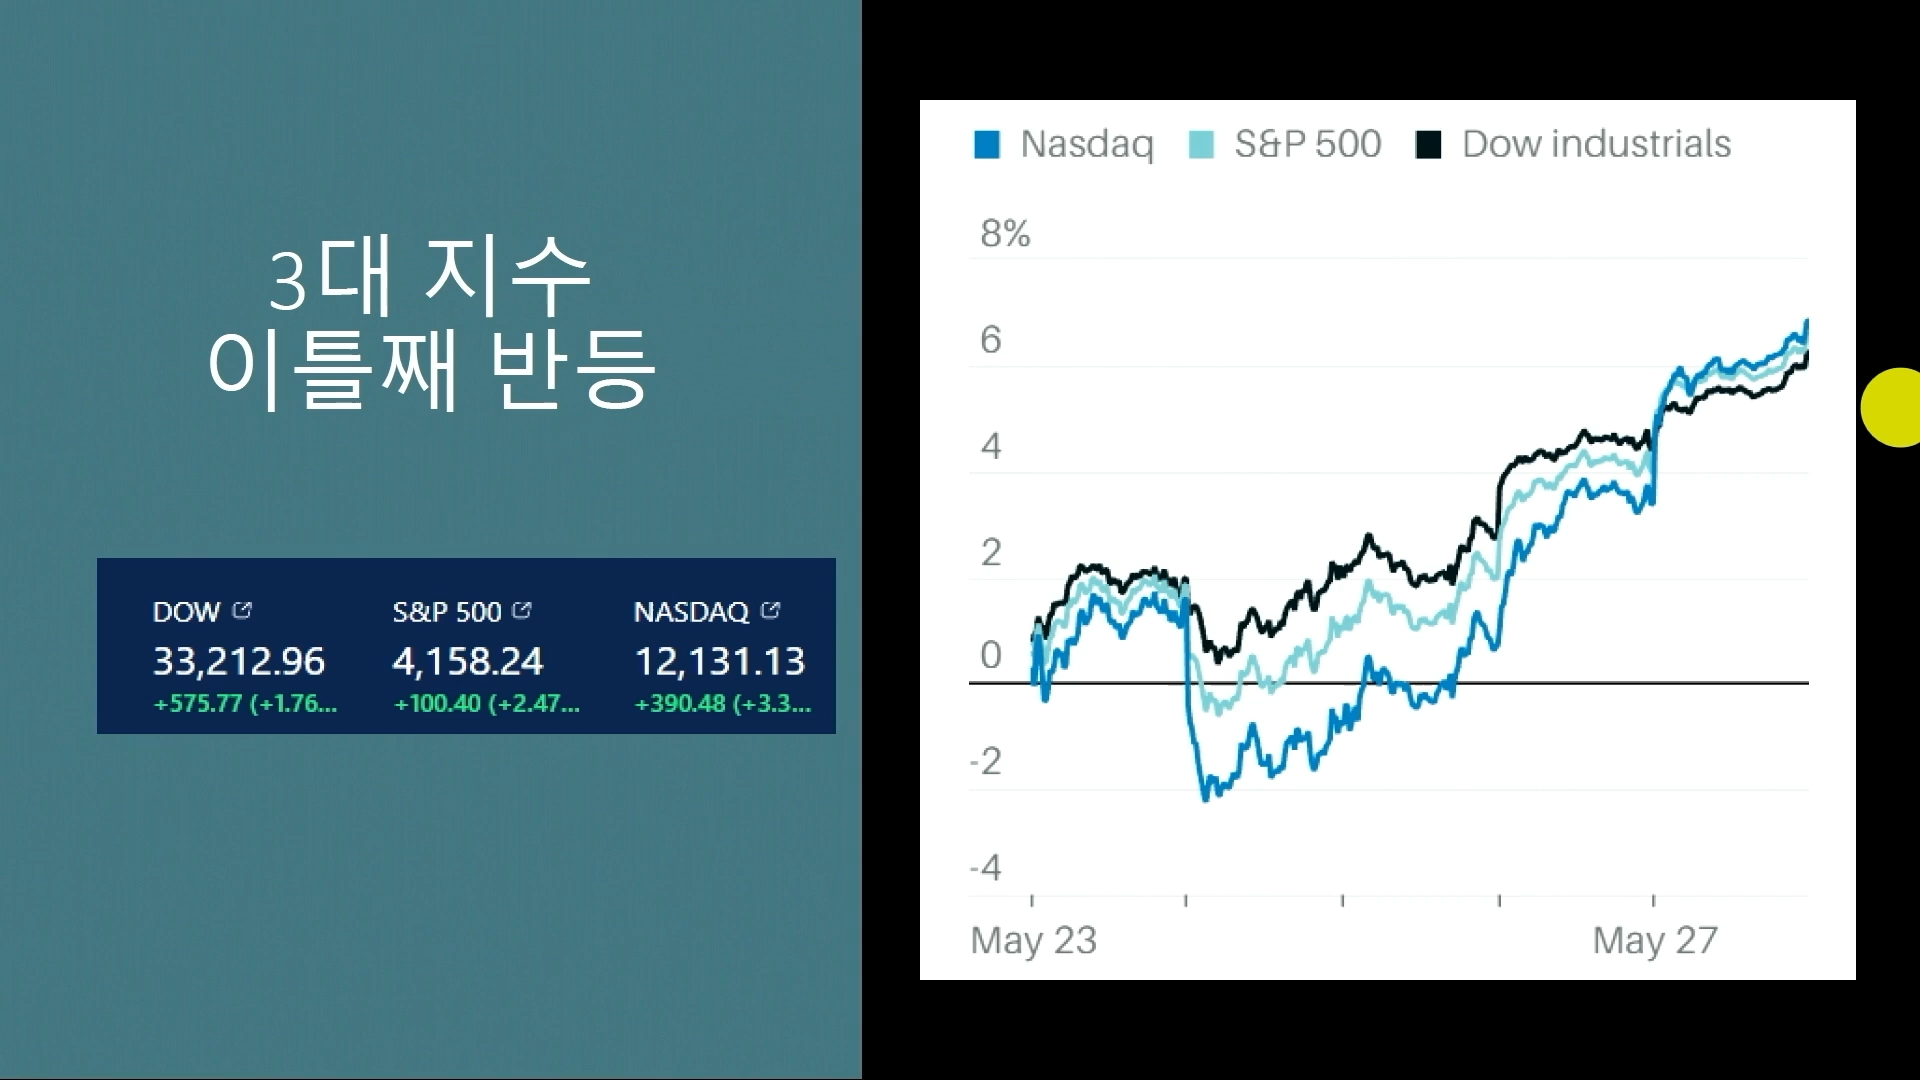 3대 지수
이틀째 반등
DOW
33,212.96
+575.77 (+1.76...
S&P 500
4,158.24
+100.40 (+2.47...
NASDAQ
12,131.13
+390.48 (+3.3...
Nasdaq S&P 500 Dow industrials
8%
6
4
2
0
-2
-4
May 23 May 27